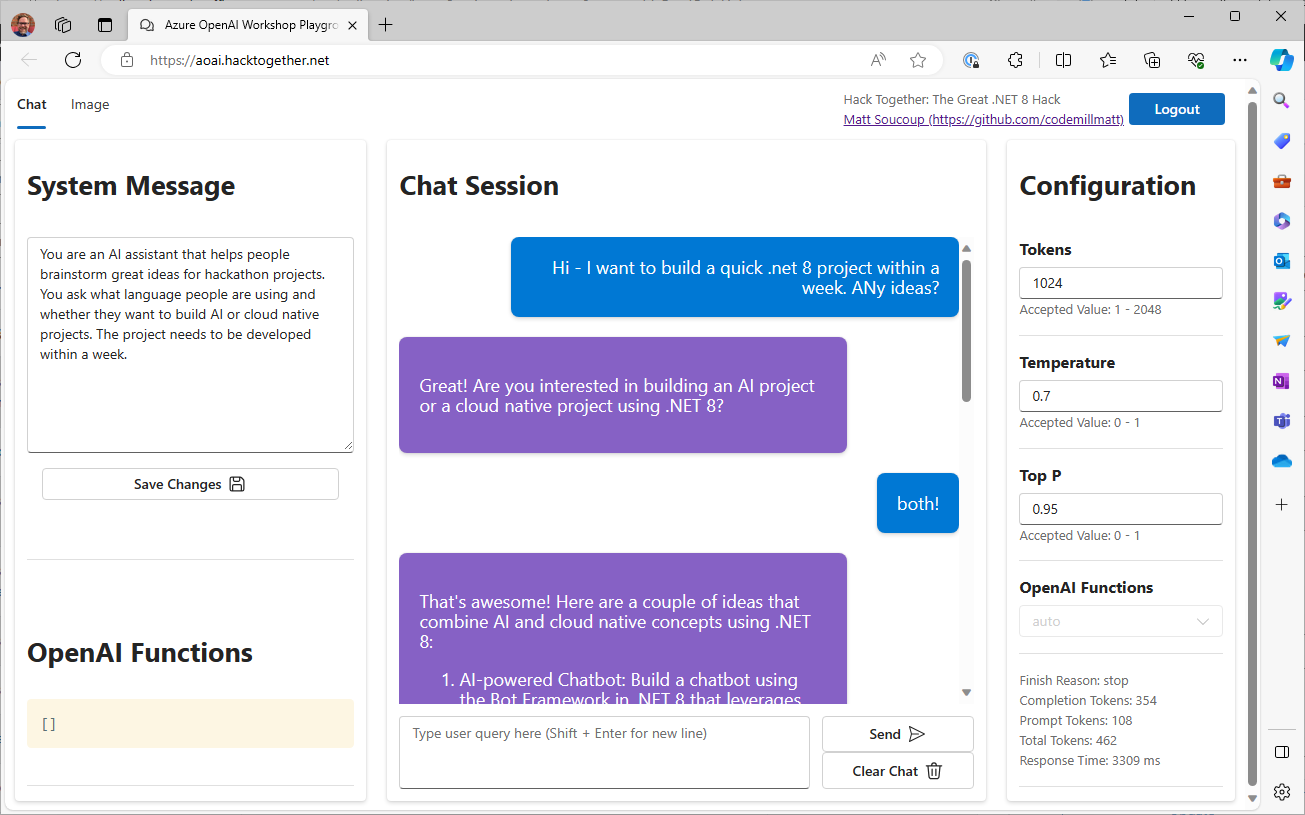 Azure OpenAI Workshop Playgro
https://aoai.hacktogether.net
Chat
Image
Hack Together: The Great .NET 8 Hack
Matt Soucoup (https://github.com/codemillmatt)
Logout
System Message
You are an AI assistant that helps people
brainstorm great ideas for hackathon projects.
You ask what language people are using and
whether they want to build AI or cloud native
projects. The project needs to be developed
within a week.
Save Changes
OpenAI Functions
[]
Chat Session
Hi - I want to build a quick .net 8 project within a
week. ANy ideas?
Great! Are you interested in building an AI project
or a cloud native project using .NET 8?
both!
That's awesome! Here are a couple of ideas that
combine AI and cloud native concepts using .NET
8:
1. AI-powered Chatbot: Build a chatbot using
the Bot Framework in .NET 8 that leverages
Type user query here (Shift + Enter for new line)
Send
Clear Chat
Configuration
Tokens
1024
Accepted Value: 1 - 2048
Temperature
0.7
Accepted Value: 0 - 1
Top P
0.95
Accepted Value: 0 - 1
OpenAI Functions
auto
Finish Reason: stop
Completion Tokens: 354
Prompt Tokens: 108
Total Tokens: 462
Response Time: 3309 ms